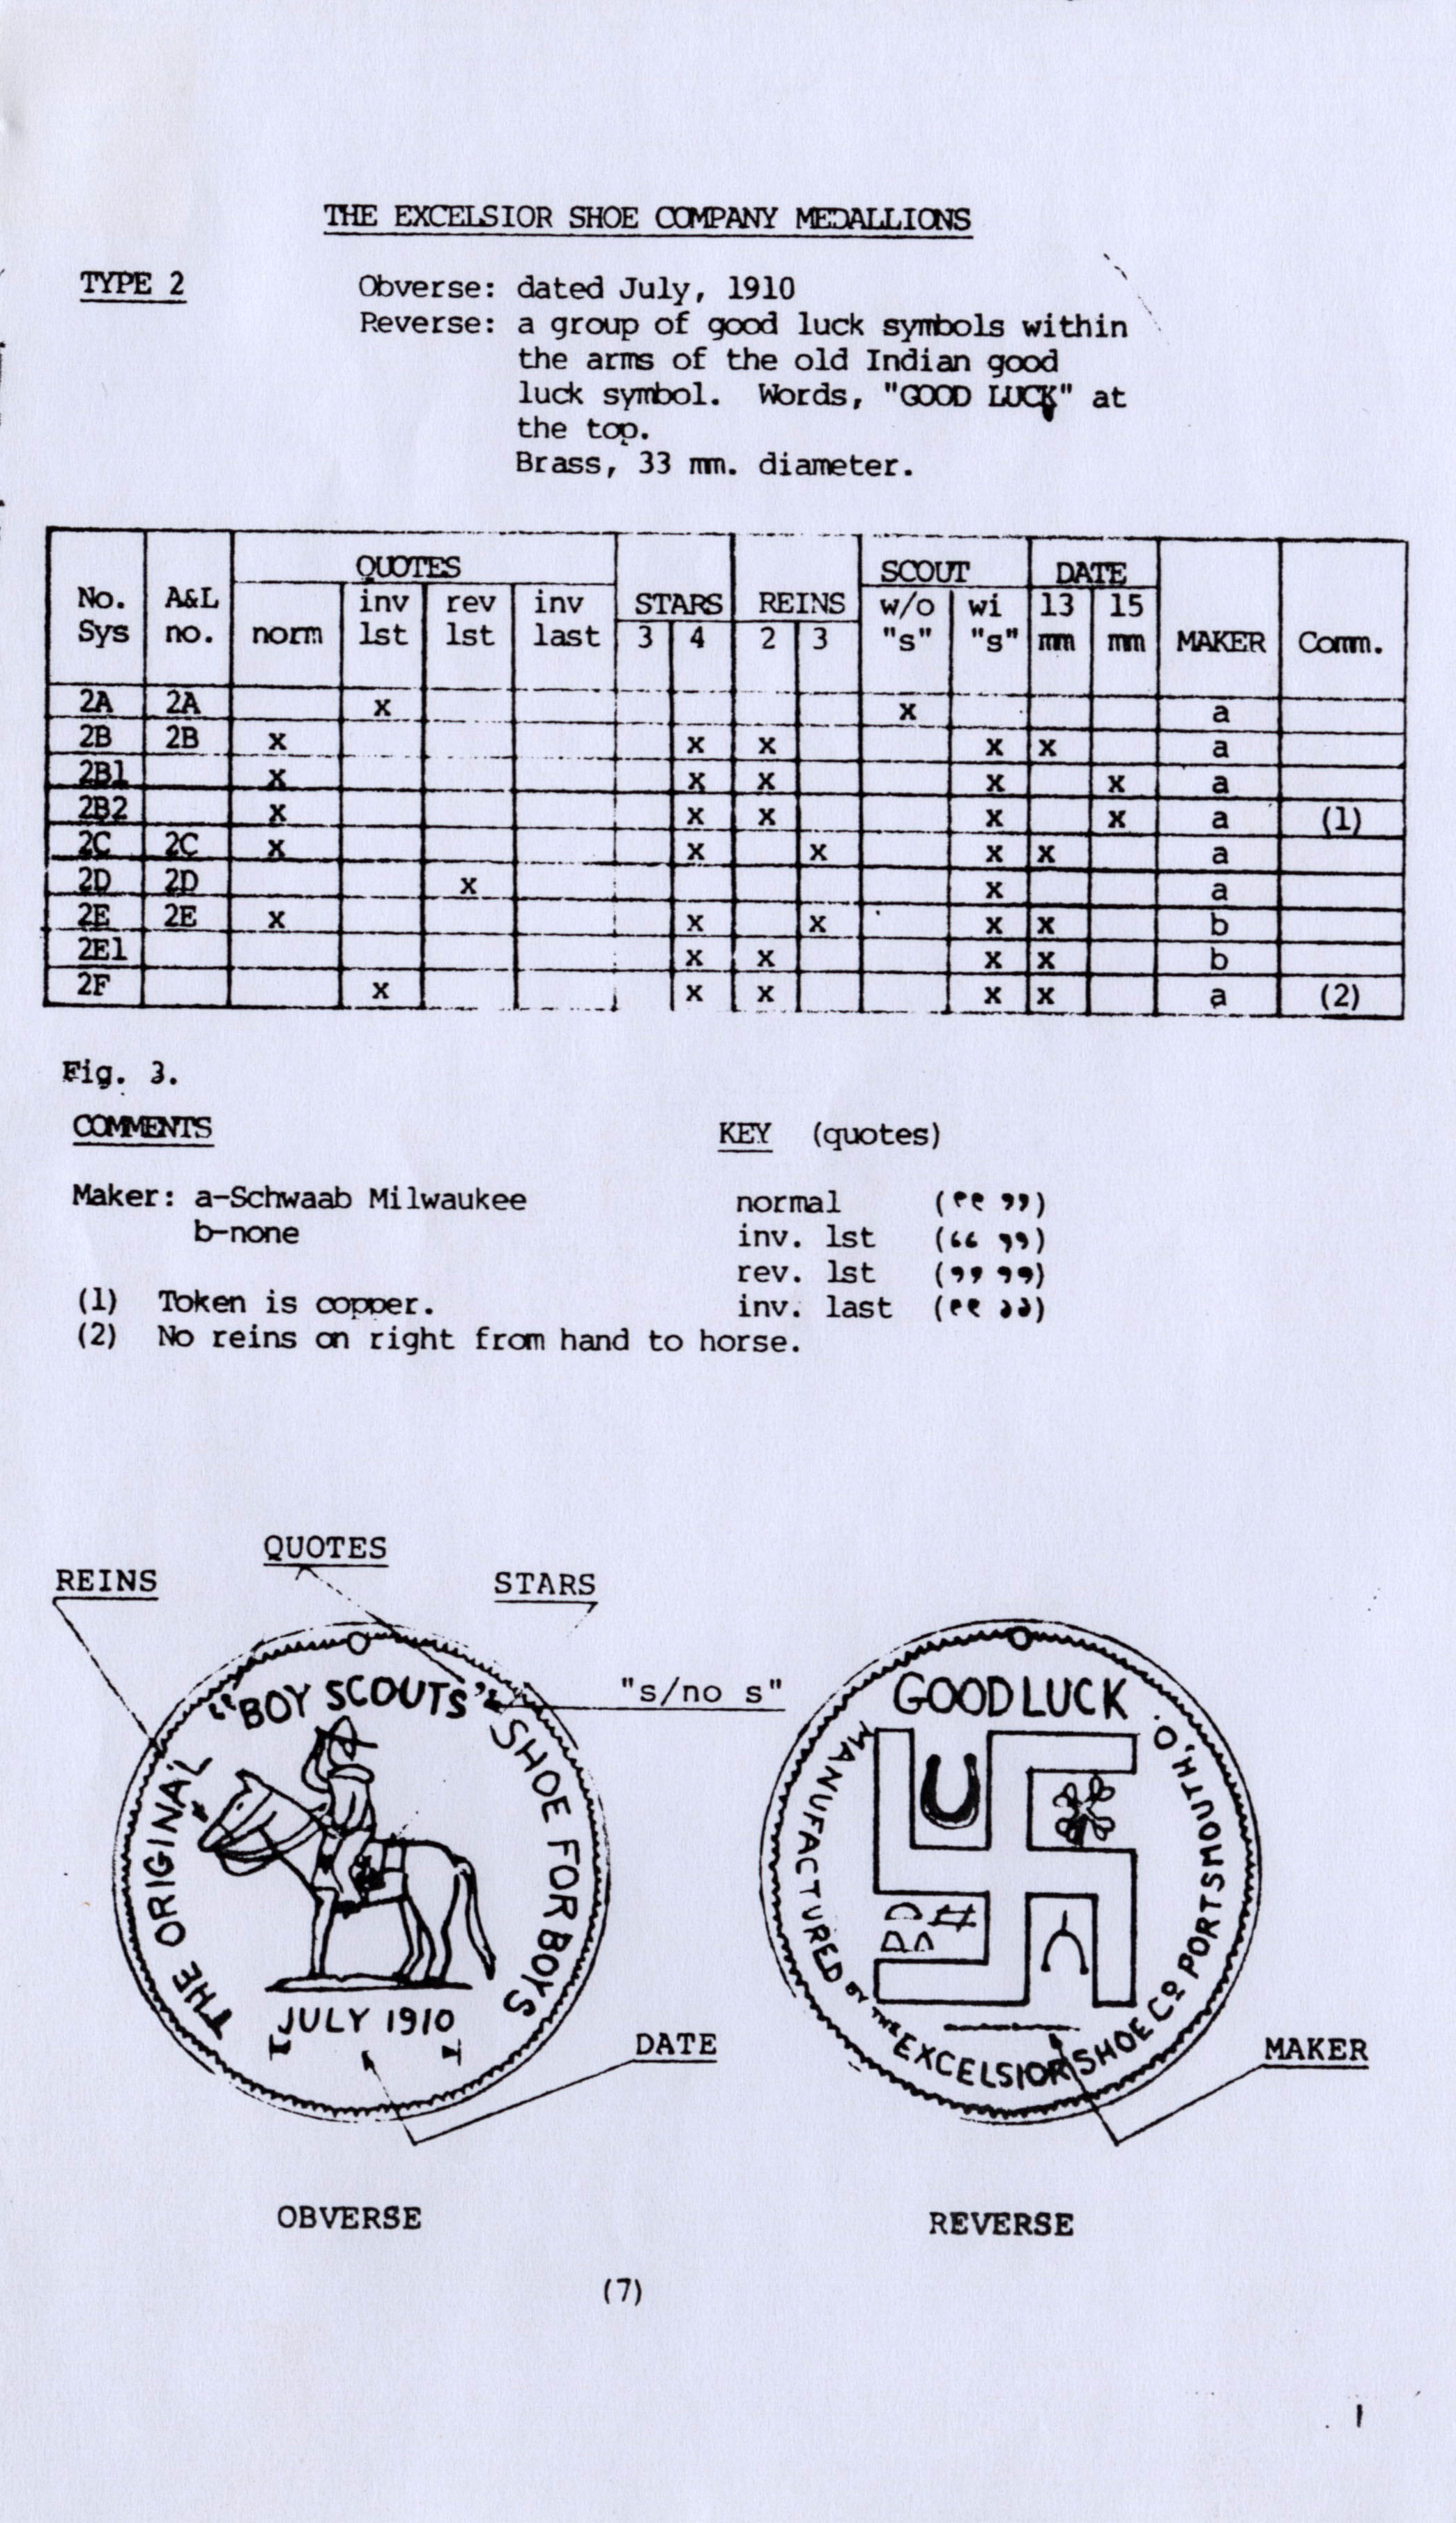 THE EXCELSIOR SHOE COMPANY MEDALLIONS
TYPE 2
Obverse: dated July, 1910
Reverse: a group of good luck symbols within
the arms of the old Indian good
luck symbol. Words, "GOOD LUCK" at
the top.
Brass, 33 mm. diameter.
QUOTES SCOUT DATE
No. A&L inv rev inv STARS REINS w/o wi 13 15
Sys no. norm 1st 1st last 3 4 2 3 "s" "s" mm mm MAKER Comm.
2A 2A x x a
2B 2B x x x x x a
2B1 x x x x x a
2B2 x x x x x a (1)
2C 2C x x x x x a
2D 2D x x a
2E 2E x x x x x b
2E1 x x x x b
2F x x x x x a (2)
Fig. 3.
COMMENTS
KEY (quotes)
Maker: a-Schwaab Milwaukee
b-none
normal
inv. 1st (“ ”)
rev. 1st (” ”)
inv. last
(1) Token is copper.
(2) No reins on right from hand to horse.
QUOTES
REINS
STARS
"s/no s"
THE ORIGINAL "BOY SCOUTS" SHOE FOR BOYS
JULY 1910
DATE
GOOD LUCK
MANUFACTURED BY THE EXCELSIOR SHOE Co PORTSMOUTH, O.
MAKER
OBVERSE
REVERSE
(7)